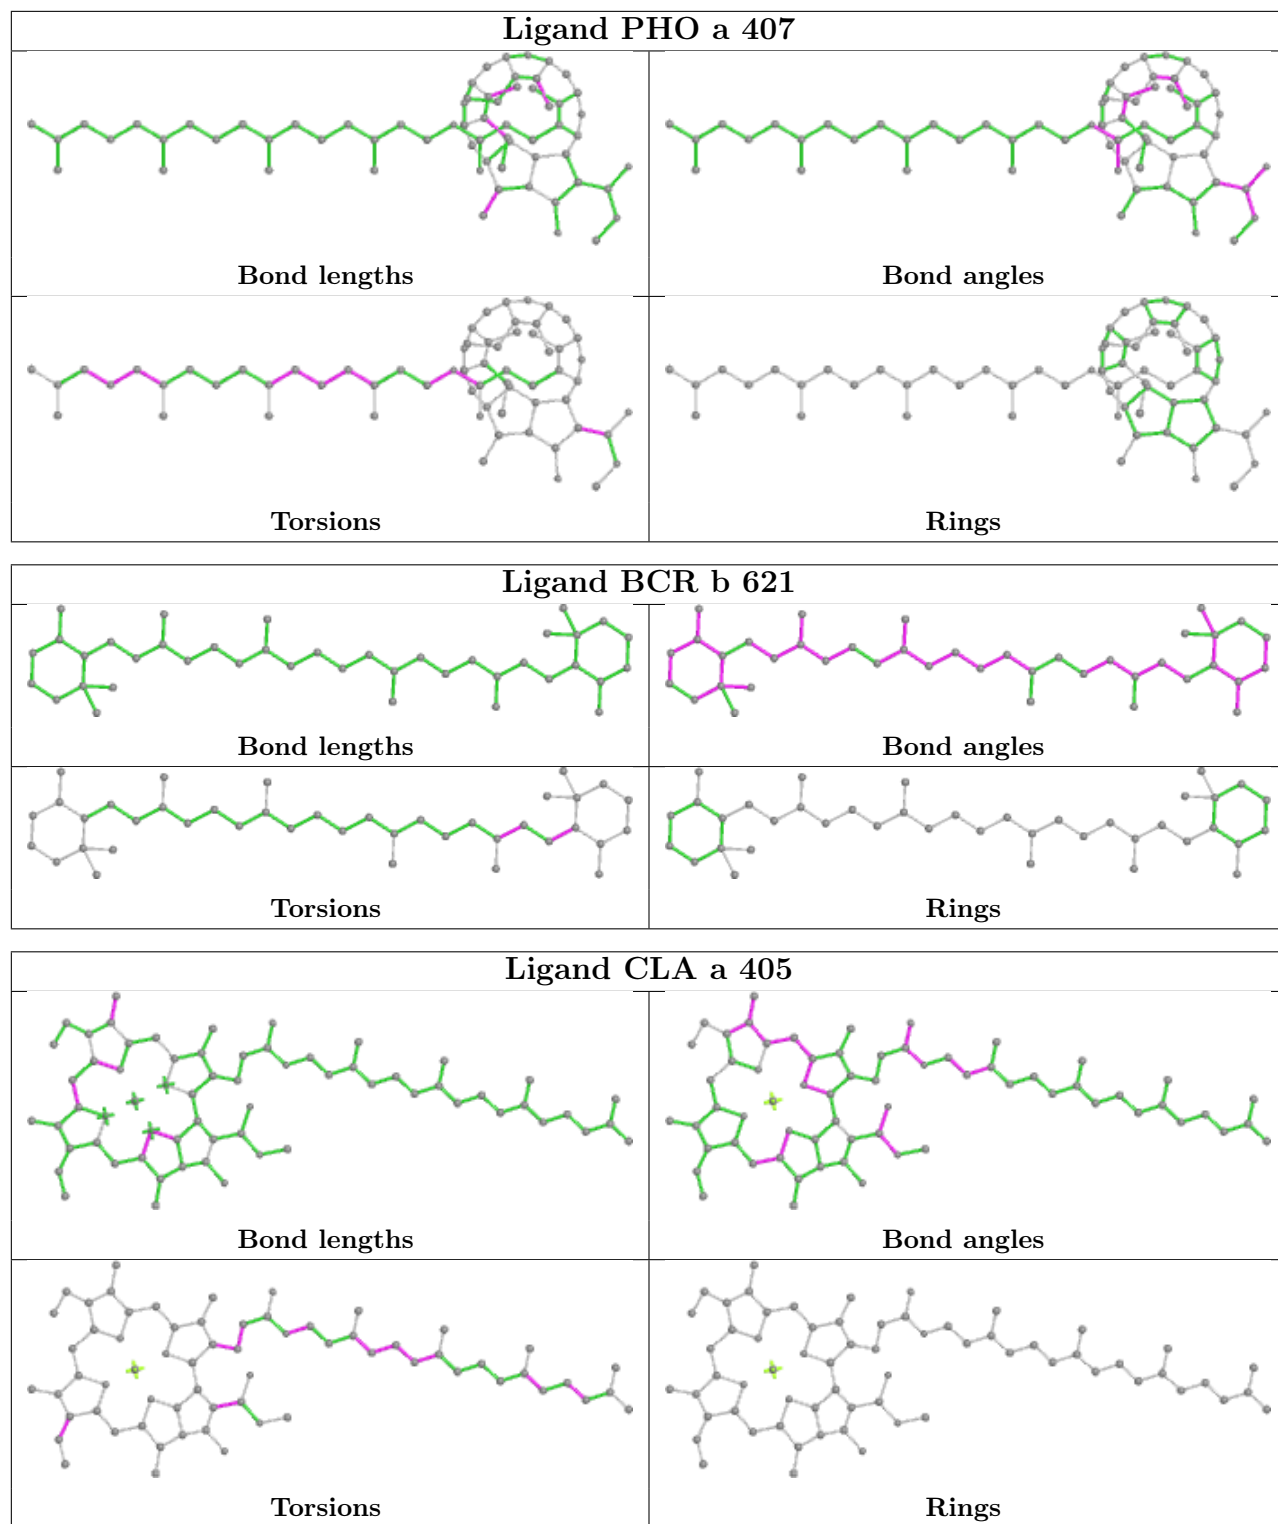 Ligand PHO a 407
Bond lengths
Bond angles
Torsions
Rings
Ligand BCR b 621
Bond lengths
Bond angles
Torsions
Rings
Ligand CLA a 405
Bond lengths
Bond angles
Torsions
Rings